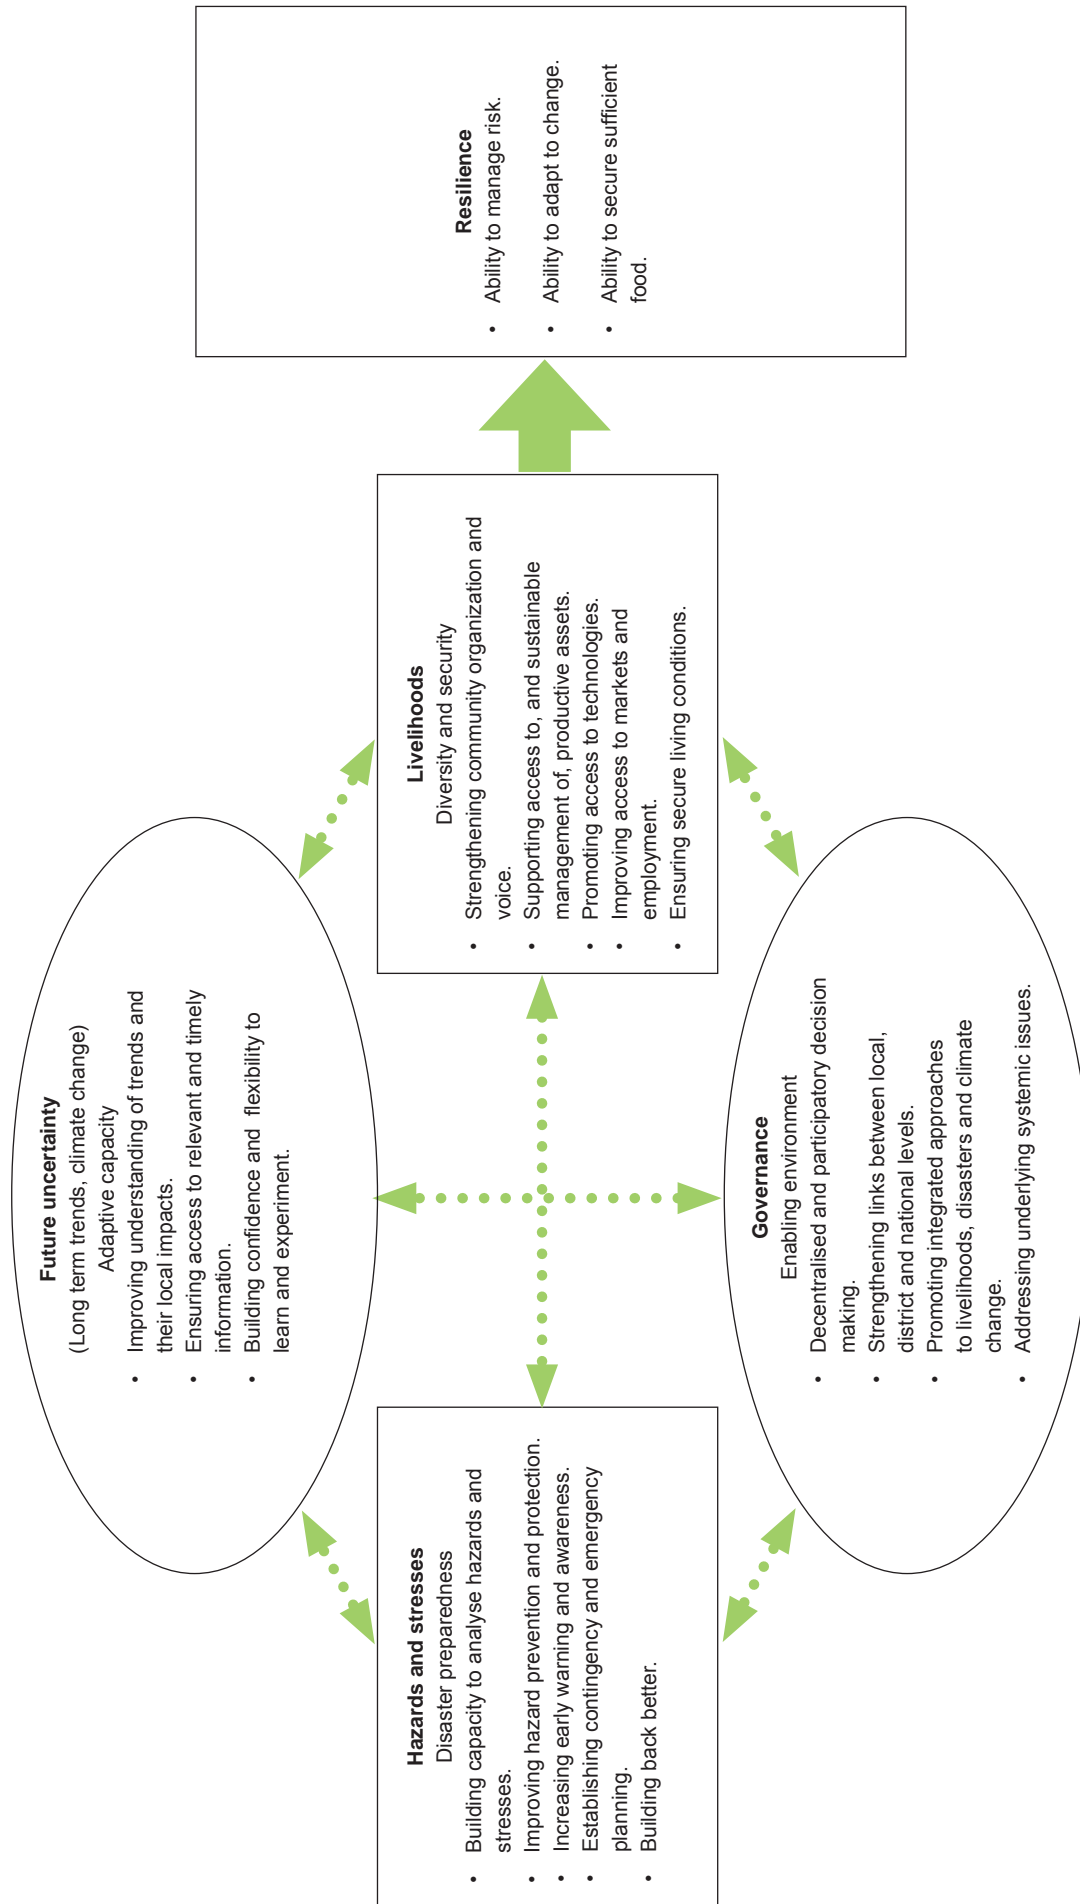 Future uncertainty
(Long term trends, climate change)
Adaptive capacity
• Improving understanding of trends and
their local impacts.
• Ensuring access to relevant and timely
information.
• Building confidence and flexibility to
learn and experiment.
Hazards and stresses
Disaster preparedness
• Building capacity to analyse hazards and
stresses.
• Improving hazard prevention and protection.
• Increasing early warning and awareness.
• Establishing contingency and emergency
planning.
• Building back better.
Livelihoods
Diversity and security
• Strengthening community organization and
voice.
• Supporting access to, and sustainable
management of, productive assets.
• Promoting access to technologies.
• Improving access to markets and
employment.
• Ensuring secure living conditions.
Resilience
• Ability to manage risk.
• Ability to adapt to change.
• Ability to secure sufficient
food.
Governance
Enabling environment
• Decentralised and participatory decision
making.
• Strengthening links between local,
district and national levels.
• Promoting integrated approaches
to livelihoods, disasters and climate
change.
• Addressing underlying systemic issues.